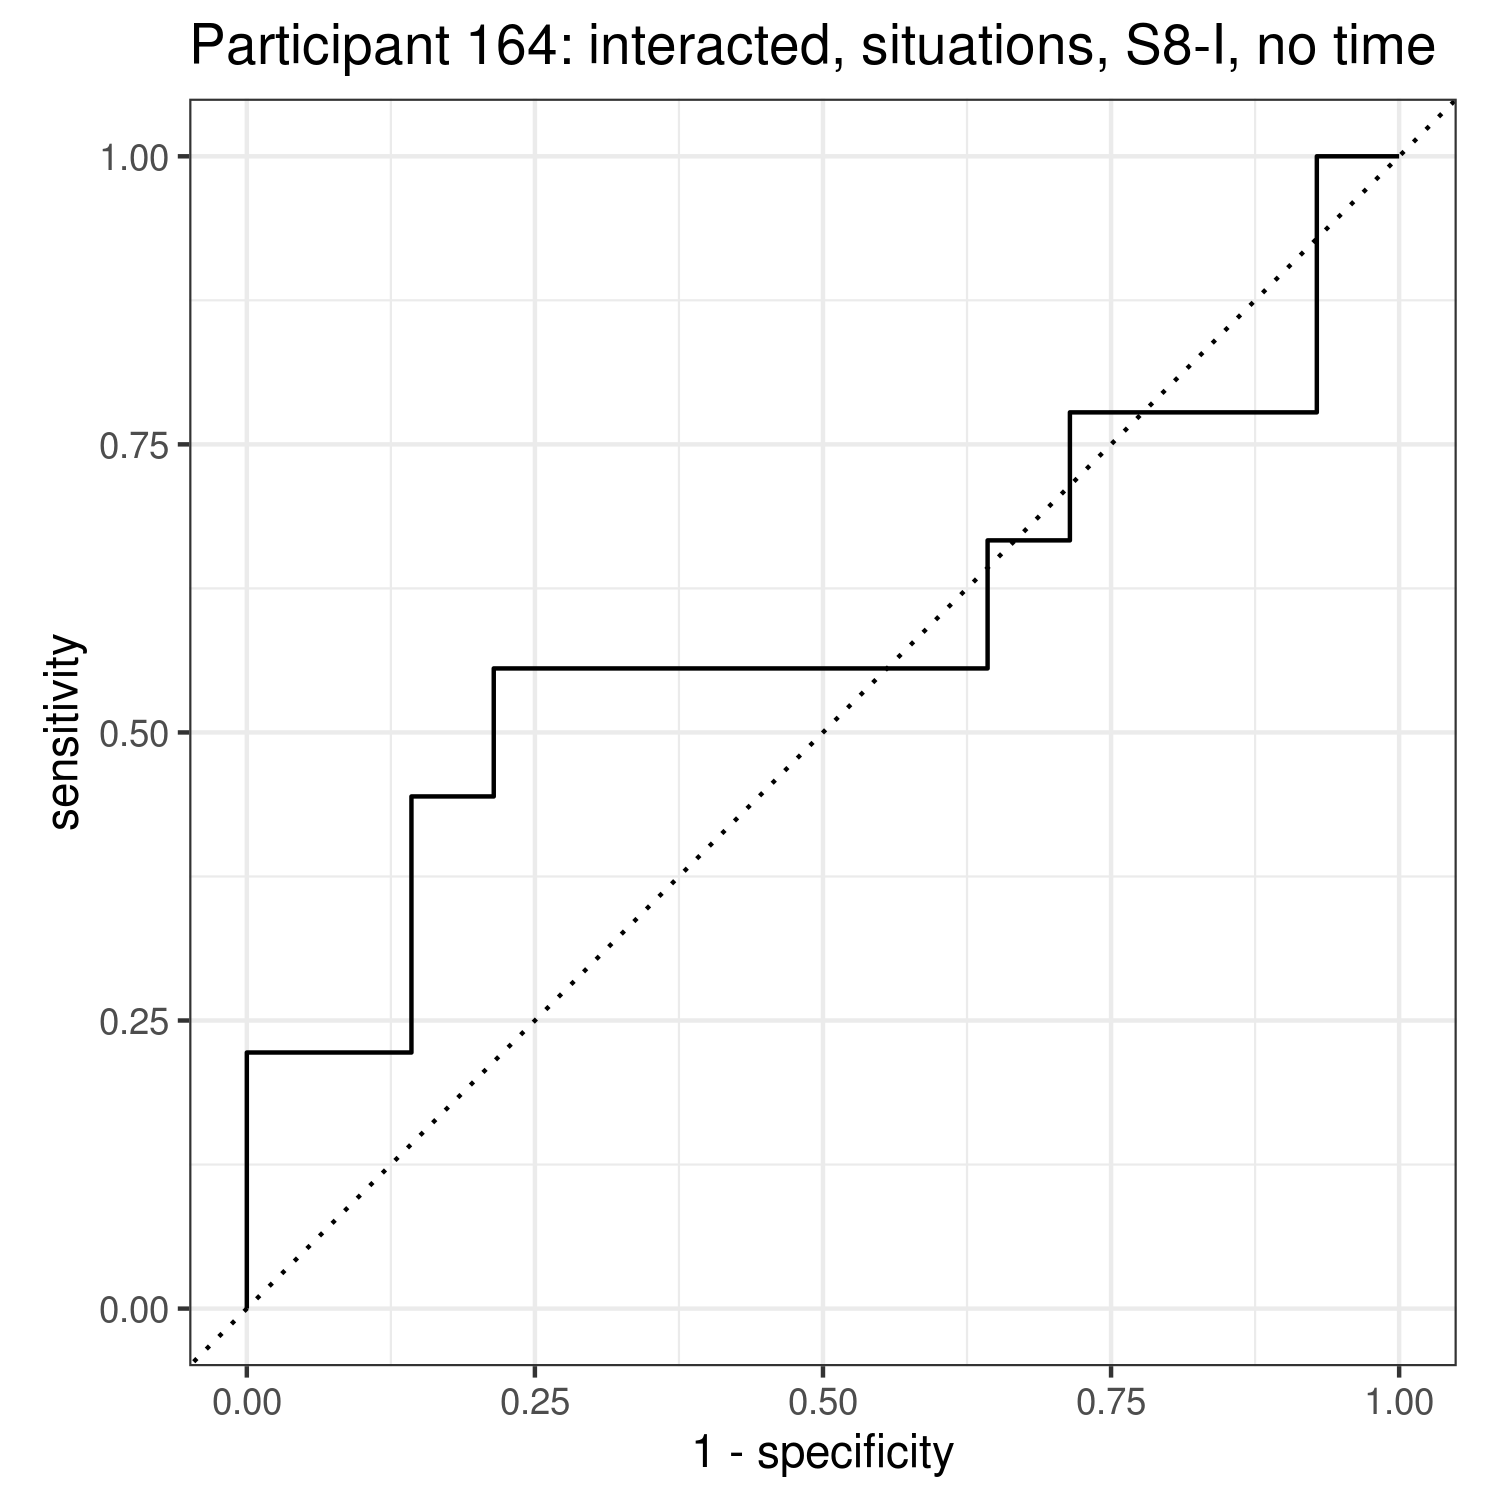 Participant 164: interacted, situations, S8-I, no time
1.00
0.75
0.50
0.25
0.00
sensitivity
0.00 0.25 0.50 0.75 1.00
1 - specificity